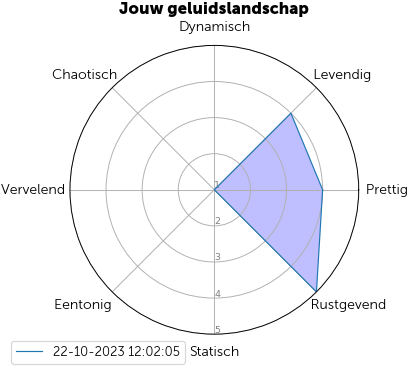 Jouw geluidslandschap
Dynamisch
Chaotisch
Levendig
Vervelend
1
Prettig
2
3
4
Eentonig
Rustgevend
5
22-10-2023 12:02:05
Statisch